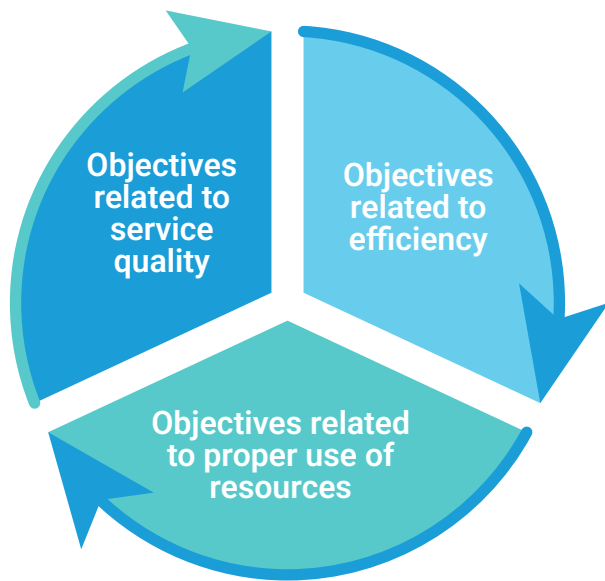 Objectives
related to
service
quality
Objectives
related to
efficiency
Objectives related
to proper use of
resources